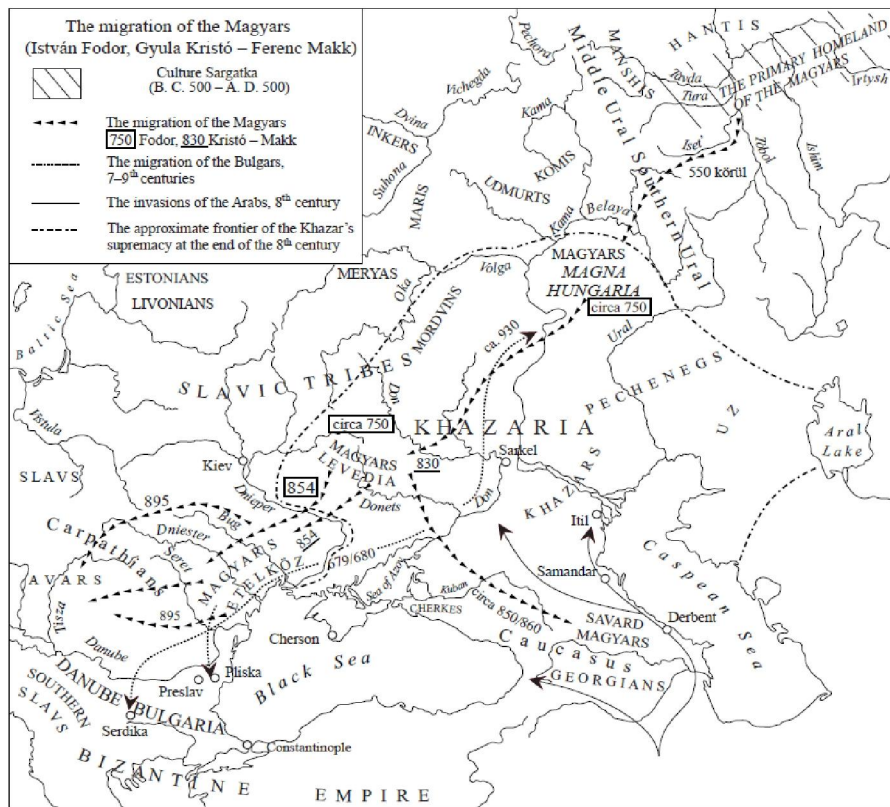 The migration of the Magyars
(István Fodor, Gyula Kristó – Ferenc Makk)
Culture Sargatka
(B. C. 500 – A. D. 500)
The migration of the Magyars
750 Fodor, 830 Kristó – Makk
The migration of the Bulgars,
7–9th centuries
The invasions of the Arabs, 8th century
The approximate frontier of the Khazar's
supremacy at the end of the 8th century
HANTIS
MANSHIS
THE PRIMARY HOMELAND
OF THE MAGYARS
Pechora
Middle Ural
Southern Ural
Tavda
Tura
Irtysh
Iset
Tobol
Ishim
550 körül
Vichegda
Dvina
INKERS
Suhona
Kama
KOMIS
UDMURTS
MARIS
Kama
Belaya
MAGYARS
MAGNA
HUNGARIA
circa 750
Ural
ESTONIANS
LIVONIANS
Baltic Sea
MERYAS
Oka
Volga
MORDVINS
ca. 930
SLAVIC TRIBES
Don
PECHENEGS
UZ
Aral
Lake
KHAZARIA
circa 750
MAGYARS
LEVEDIA
830
Sarkel
Kiev
SLAVS
854
Dnieper
Donets
Don
KHAZARS
Itil
895
Bug
Dniester
Carpathians
Seret
MAGYARS
ETELKÖZ
854
679/680
Sea of Azov
Kuban
CHERKES
circa 850/860
Samandar
Caspean Sea
AVARS
Tisza
895
Danube
Cherson
SAVARD
MAGYARS
Derbent
Caucasus
GEORGIANS
Black Sea
Pliska
Preslav
DANUBE BULGARIA
SOUTHERN
SLAVS
Serdika
Constantinople
BIZANTINE EMPIRE